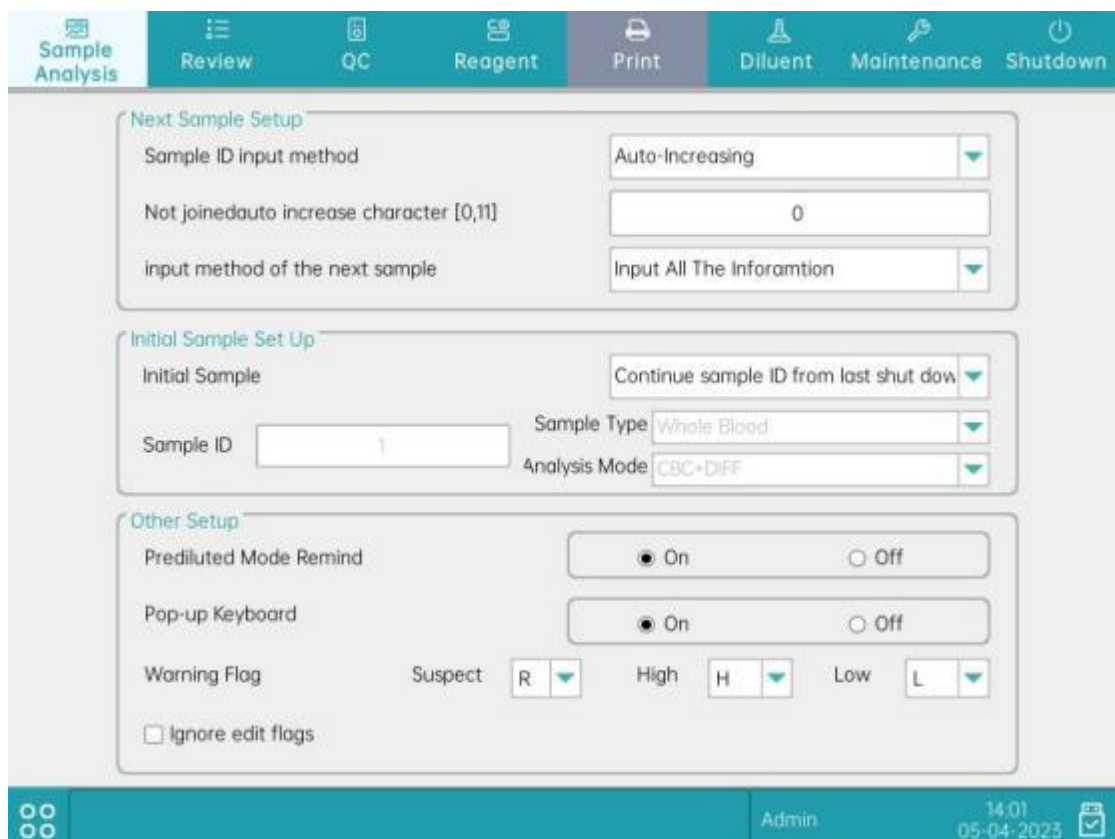 Sample Analysis
Review
QC
Reagent
Print
Diluent
Maintenance
Shutdown
Next Sample Setup
Sample ID input method
Auto-Increasing
Not joinedauto increase character [0,11]
0
input method of the next sample
Input All The Inforamtion
Initial Sample Set Up
Initial Sample
Continue sample ID from last shut dow
Sample ID
1
Sample Type
Whole Blood
Analysis Mode
CBC+DIFF
Other Setup
Prediluted Mode Remind
On
Off
Pop-up Keyboard
On
Off
Warning Flag
Suspect
R
High
H
Low
L
Ignore edit flags
Admin
14:01
05-04-2023